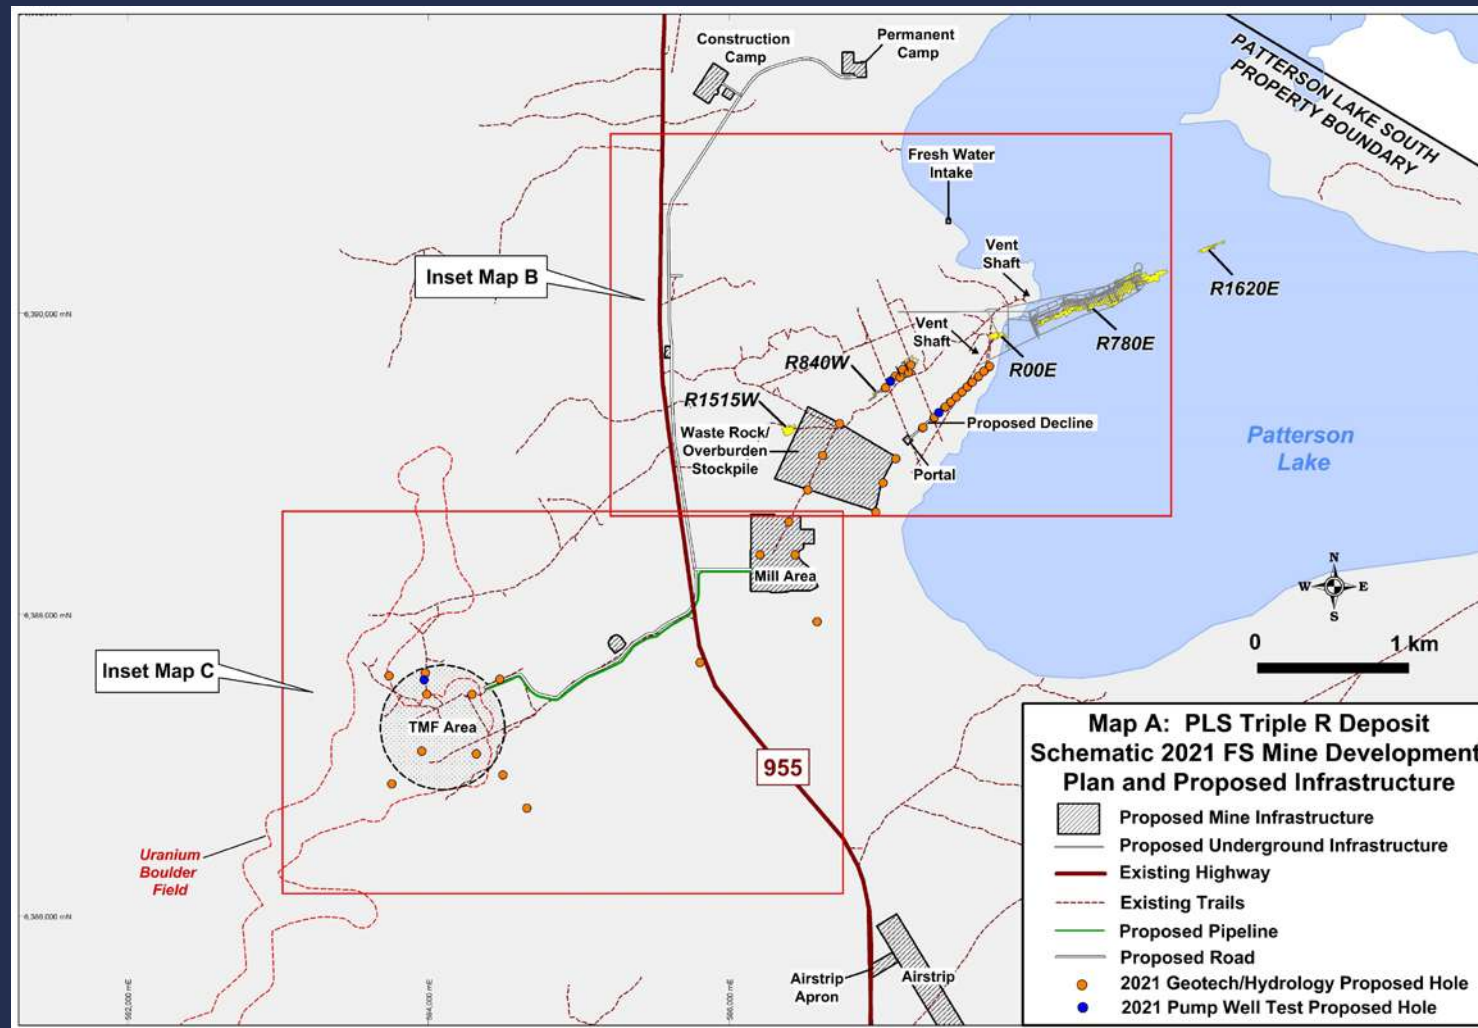 Construction
Camp
Permanent
Camp
PATTERSON LAKE SOUTH
PROPERTY BOUNDARY
Fresh Water
Intake
Inset Map B
Vent
Shaft
R1620E
6,390,000 mN
Vent
Shaft
R780E
R00E
R840W
R1515W
Proposed Decline
Waste Rock/
Overburden
Stockpile
Portal
Patterson
Lake
Mill Area
N
W
E
S
0
1 km
Inset Map C
TMF Area
955
Uranium
Boulder
Field
Airstrip
Apron
Airstrip
Map A: PLS Triple R Deposit
Schematic 2021 FS Mine Development
Plan and Proposed Infrastructure
Proposed Mine Infrastructure
Proposed Underground Infrastructure
Existing Highway
Existing Trails
Proposed Pipeline
Proposed Road
2021 Geotech/Hydrology Proposed Hole
2021 Pump Well Test Proposed Hole